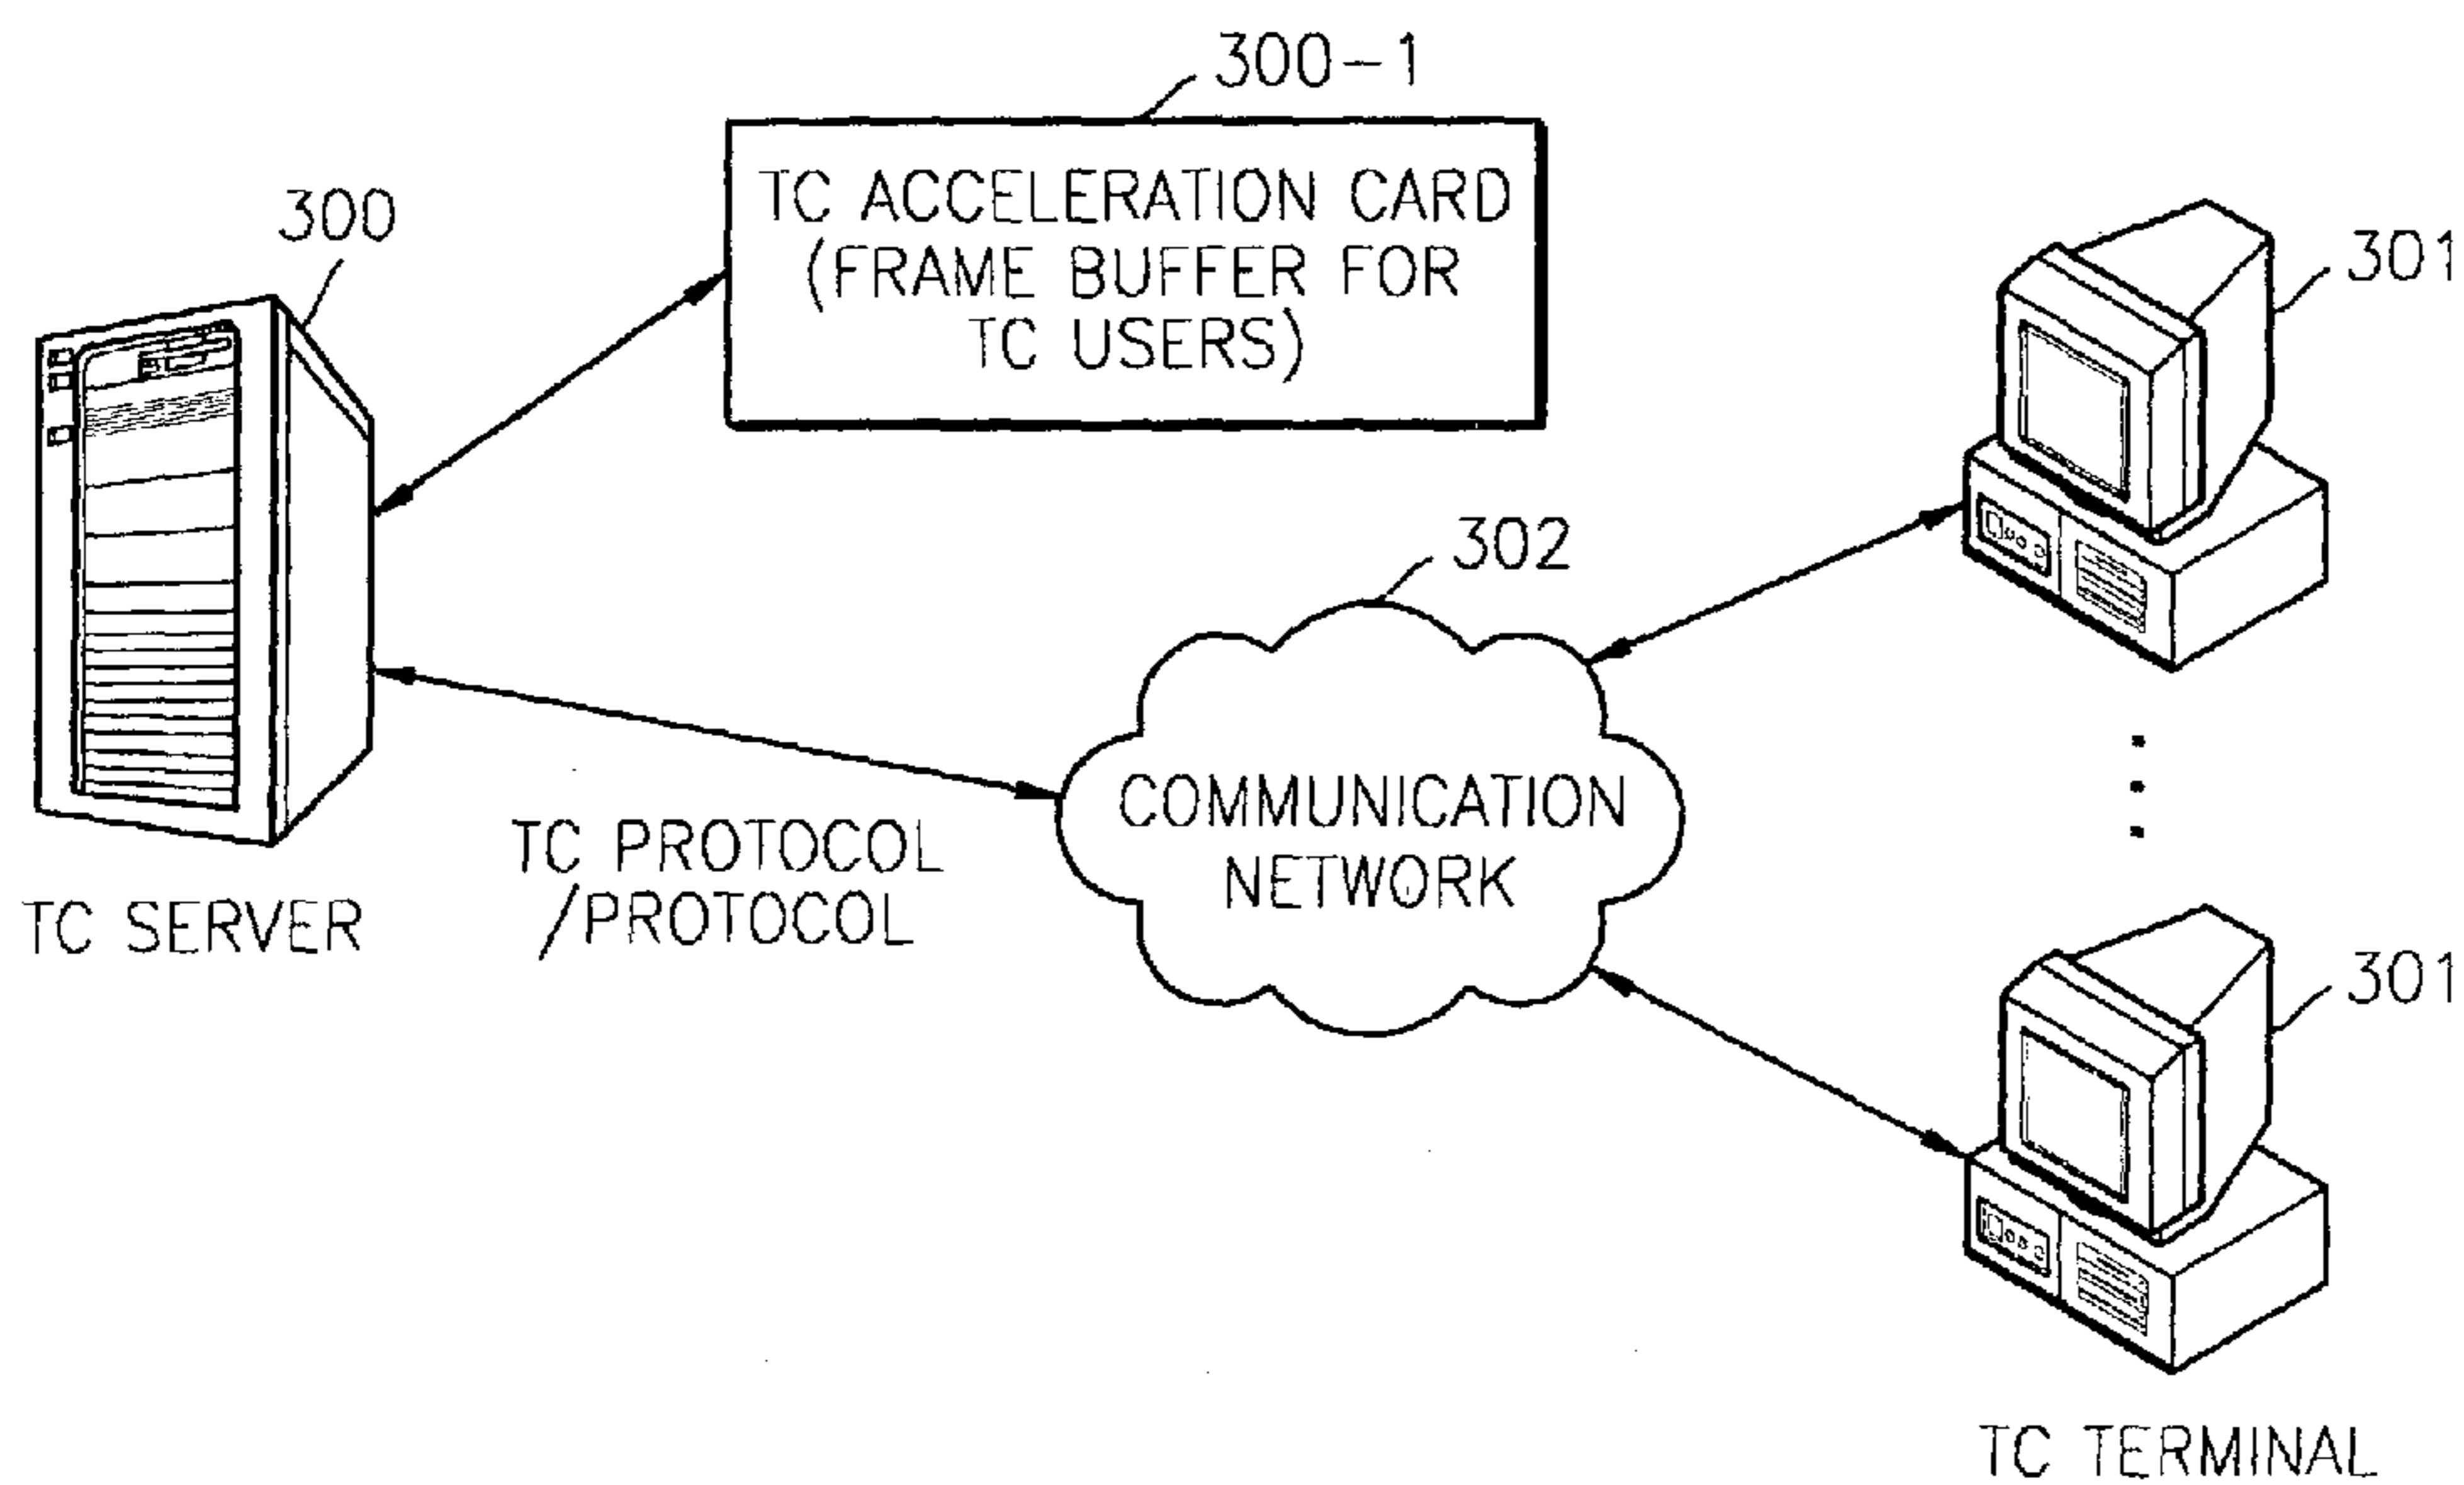 300-1
TC ACCELERATION CARD
(FRAME BUFFER FOR
TC USERS)
300
301
302
COMMUNICATION
NETWORK
TC PROTOCOL
/PROTOCOL
TC SERVER
301
TC TERMINAL